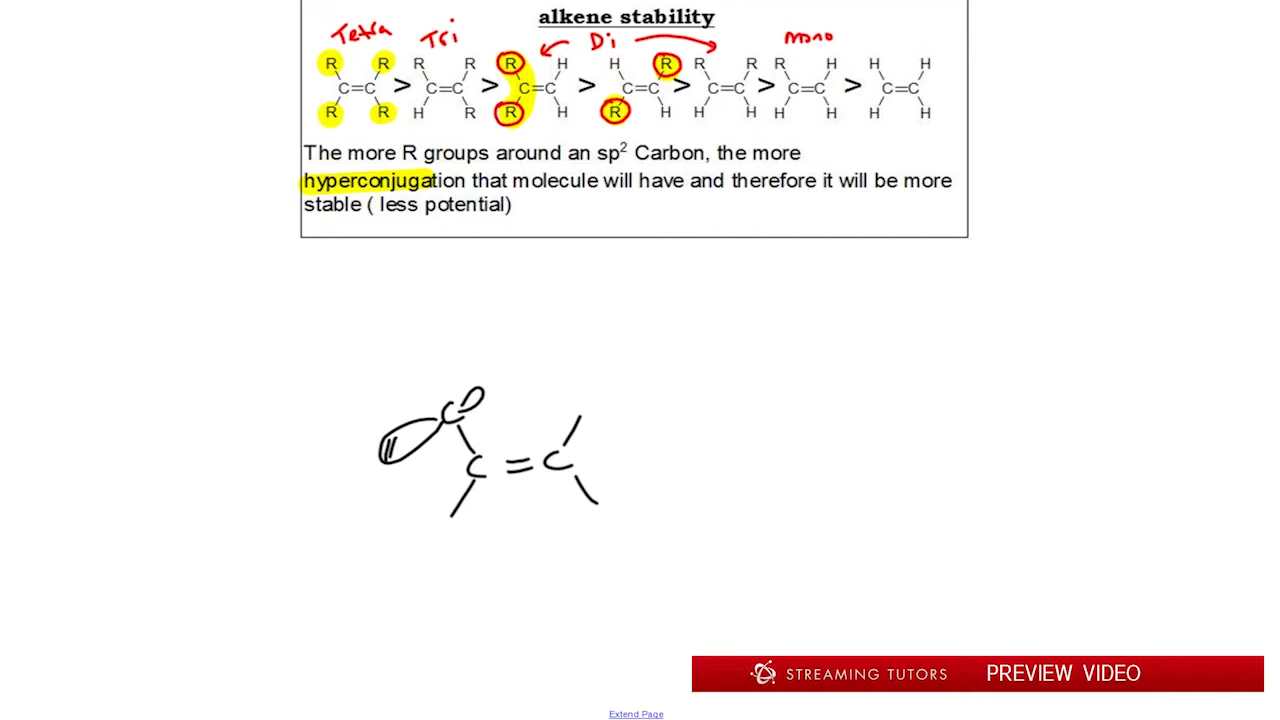 alkene stability
Tetra Tri Di mono
R R R R R H H R R R R H H H
C=C > C=C > C=C > C=C > C=C > C=C > C=C
R R H R R H R H H H H H H H
The more R groups around an sp² Carbon, the more
hyperconjugation that molecule will have and therefore it will be more
stable ( less potential)
C
C = C
STREAMING TUTORS PREVIEW VIDEO
Extend Page